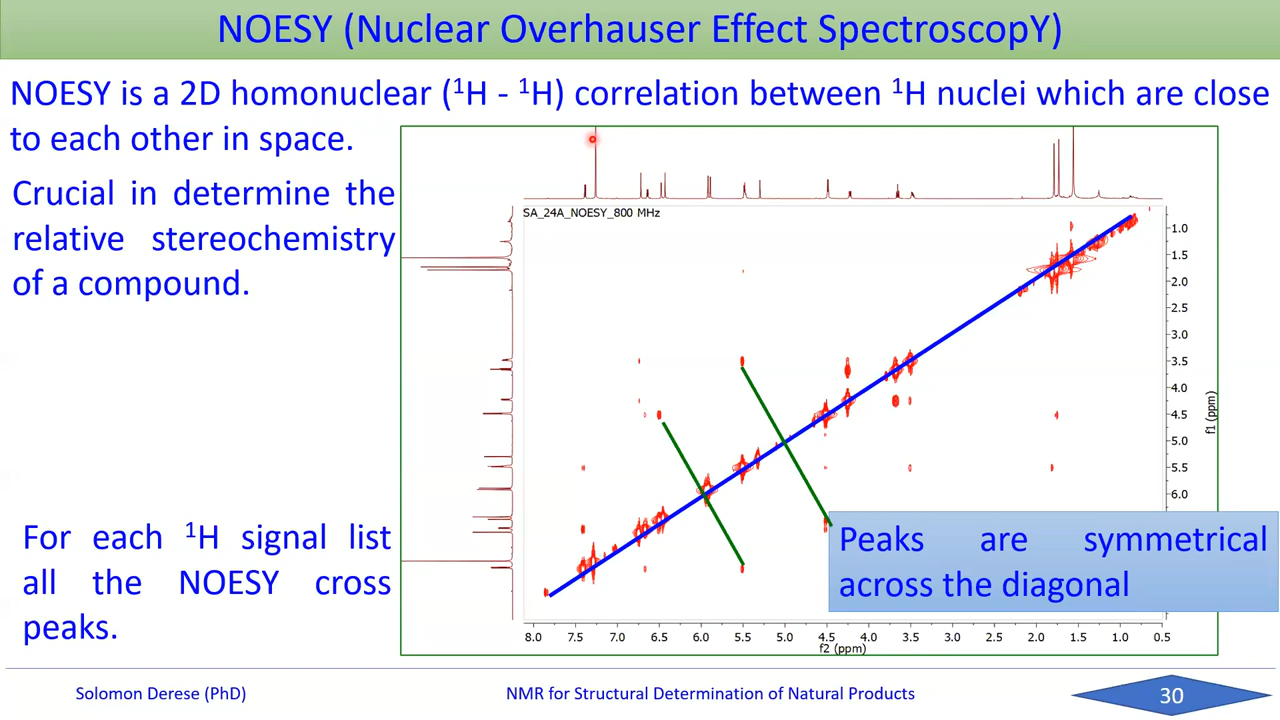 NOESY (Nuclear Overhauser Effect SpectroscopY)
NOESY is a 2D homonuclear (¹H - ¹H) correlation between ¹H nuclei which are close
to each other in space.
Crucial in determine the
relative stereochemistry
of a compound.
For each ¹H signal list
all the NOESY cross
peaks.
SA_24A_NOESY_800 MHz
1.0
1.5
2.0
2.5
3.0
3.5
4.0
4.5
5.0
5.5
6.0
f1 (ppm)
Peaks are symmetrical
across the diagonal
8.0 7.5 7.0 6.5 6.0 5.5 5.0 4.5 4.0 3.5 3.0 2.5 2.0 1.5 1.0 0.5
f2 (ppm)
Solomon Derese (PhD) NMR for Structural Determination of Natural Products 30